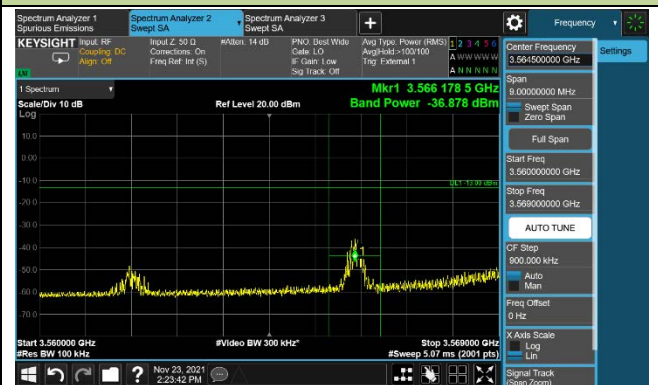 Spectrum Analyzer 1
Spurious Emissions
Spectrum Analyzer 2
Swept SA
Spectrum Analyzer 3
Swept SA
+
Frequency
KEYSIGHT
Input: RF
Coupling: DC
Align: Off
Input Z: 50 Ω
Corrections: On
Freq Ref: Int (S)
#Atten: 14 dB
PNO: Best Wide
Gate: LO
IF Gain: Low
Sig Track: Off
Avg Type: Power (RMS)
Avg|Hold:>100/100
Trig: External 1
1 2 3 4 5 6
A W W W W W
A N N N N N
LXI
1 Spectrum
Scale/Div 10 dB
Log
Ref Level 20.00 dBm
Mkr1 3.566 178 5 GHz
Band Power -36.878 dBm
10.0
0.00
-10.0
-20.0
-30.0
-40.0
-50.0
-60.0
-70.0
DL1 -13.00 dBm
1
Start 3.560000 GHz
#Res BW 100 kHz
#Video BW 300 kHz*
Stop 3.569000 GHz
#Sweep 5.07 ms (2001 pts)
Center Frequency
3.564500000 GHz
Settings
Span
9.00000000 MHz
Swept Span
Zero Span
Full Span
Start Freq
3.560000000 GHz
Stop Freq
3.569000000 GHz
AUTO TUNE
CF Step
900.000 kHz
Auto
Man
Freq Offset
0 Hz
X Axis Scale
Log
Lin
Signal Track
(Span Zoom)
?
Nov 23, 2021
2:23:42 PM